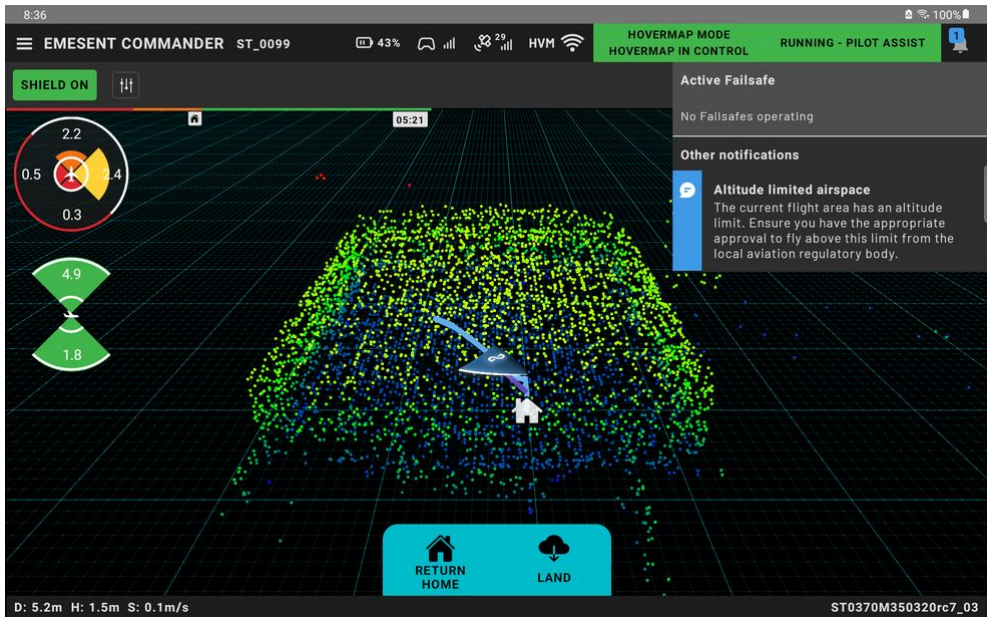 8:36
100%
EMESENT COMMANDER ST_0099
43%
29
HVM
HOVERMAP MODE
HOVERMAP IN CONTROL
RUNNING - PILOT ASSIST
1
SHIELD ON
05:21
2.2
0.5
2.4
0.3
4.9
1.8
Active Failsafe
No Failsafes operating
Other notifications
Altitude limited airspace
The current flight area has an altitude
limit. Ensure you have the appropriate
approval to fly above this limit from the
local aviation regulatory body.
RETURN
HOME
LAND
D: 5.2m H: 1.5m S: 0.1m/s
ST0370M350320rc7_03